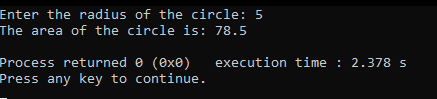 Enter the radius of the circle: 5
The area of the circle is: 78.5
Process returned 0 (0x0)   execution time : 2.378 s
Press any key to continue.